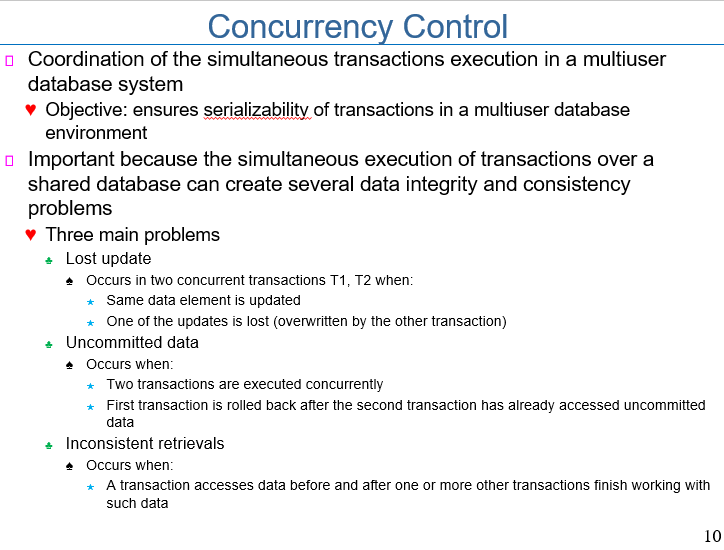 Concurrency Control
Coordination of the simultaneous transactions execution in a multiuser
database system
Objective: ensures serializability of transactions in a multiuser database
environment
Important because the simultaneous execution of transactions over a
shared database can create several data integrity and consistency
problems
Three main problems
Lost update
Occurs in two concurrent transactions T1, T2 when:
Same data element is updated
One of the updates is lost (overwritten by the other transaction)
Uncommitted data
Occurs when:
Two transactions are executed concurrently
First transaction is rolled back after the second transaction has already accessed uncommitted
data
Inconsistent retrievals
Occurs when:
A transaction accesses data before and after one or more other transactions finish working with
such data
10